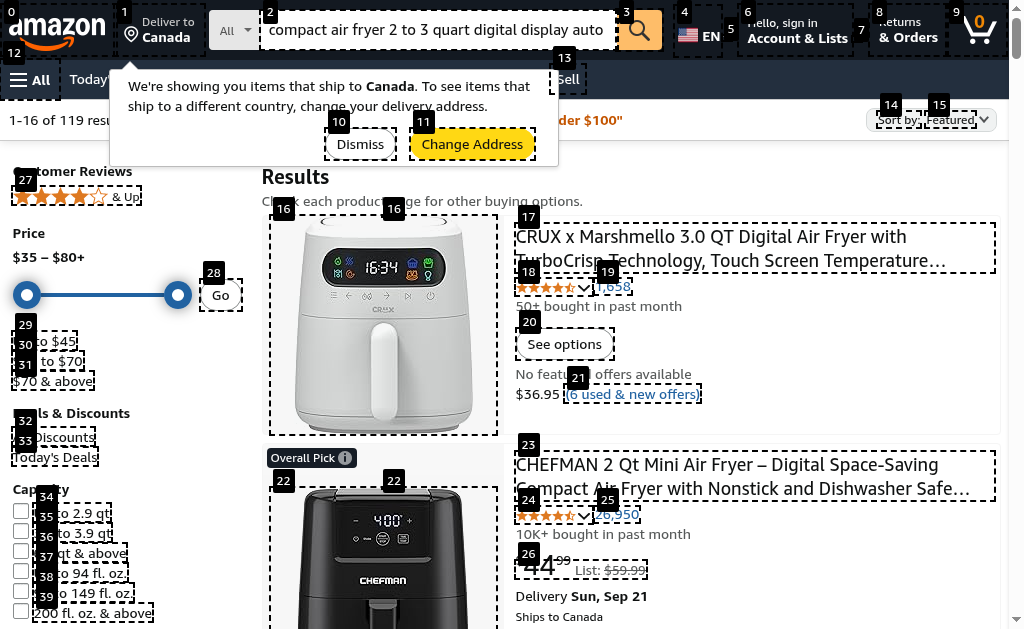 0
1
2
3
4
5
6
7
8
9
amazon
Deliver to
Canada
All
compact air fryer 2 to 3 quart digital display auto
EN
Hello, sign in
Account & Lists
Returns
& Orders
0
12
All
Today'
13
Sell
We're showing you items that ship to Canada. To see items that
ship to a different country, change your delivery address.
10
Dismiss
11
Change Address
1-16 of 119
der $100"
14
Sort by:
15
Featured
Customer Reviews
27
& Up
Price
$35 – $80+
28
Go
29
to $45
30
to $70
31
$70 & above
Deals & Discounts
32
Discounts
33
Today's Deals
Capacity
34
to 2.9 qt
35
to 3.9 qt
36
qt & above
37
to 94 fl. oz.
38
to 149 fl. oz.
39
200 fl. oz. & above
Results
Check each product page for other buying options.
16
16
16:34
CRUX
17
CRUX x Marshmello 3.0 QT Digital Air Fryer with
TurboCrisp Technology, Touch Screen Temperature…
18
19
1,658
50+ bought in past month
20
See options
No featured offers available
21
$36.95 (6 used & new offers)
Overall Pick
22
22
400°
CHEFMAN
23
CHEFMAN 2 Qt Mini Air Fryer – Digital Space-Saving
Compact Air Fryer with Nonstick and Dishwasher Safe…
24
25
26,950
10K+ bought in past month
26
44 99 List: $59.99
Delivery Sun, Sep 21
Ships to Canada